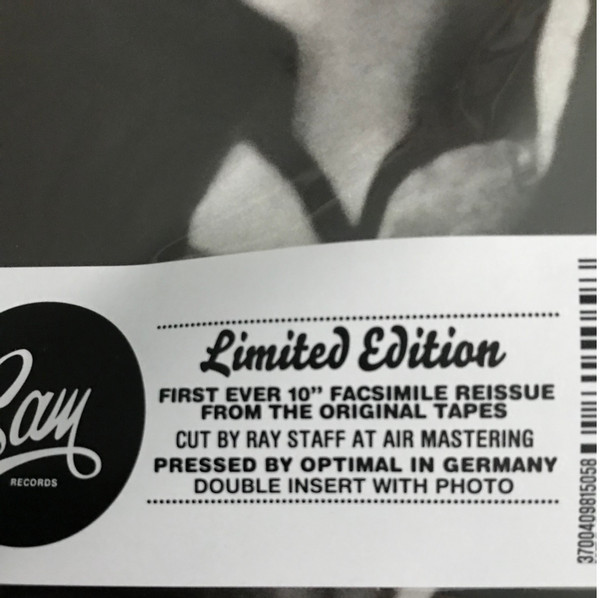 Sam
RECORDS
Limited Edition
FIRST EVER 10” FACSIMILE REISSUE
FROM THE ORIGINAL TAPES
CUT BY RAY STAFF AT AIR MASTERING
PRESSED BY OPTIMAL IN GERMANY
DOUBLE INSERT WITH PHOTO
3700409815058